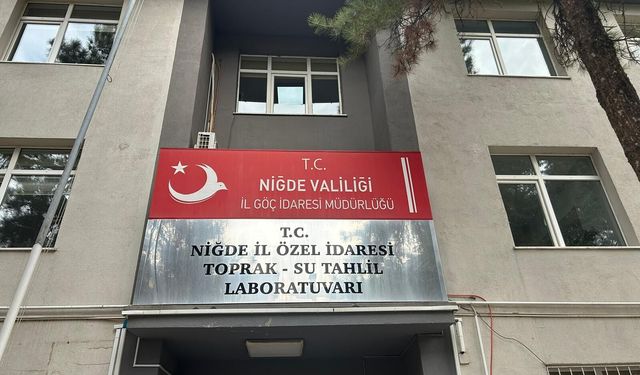 T.C.
NİĞDE VALİLİĞİ
İL GÖÇ İDARESİ MÜDÜRLÜĞÜ
T.C.
NİĞDE İL ÖZEL İDARESİ
TOPRAK - SU TAHLİL
LABORATUVARI